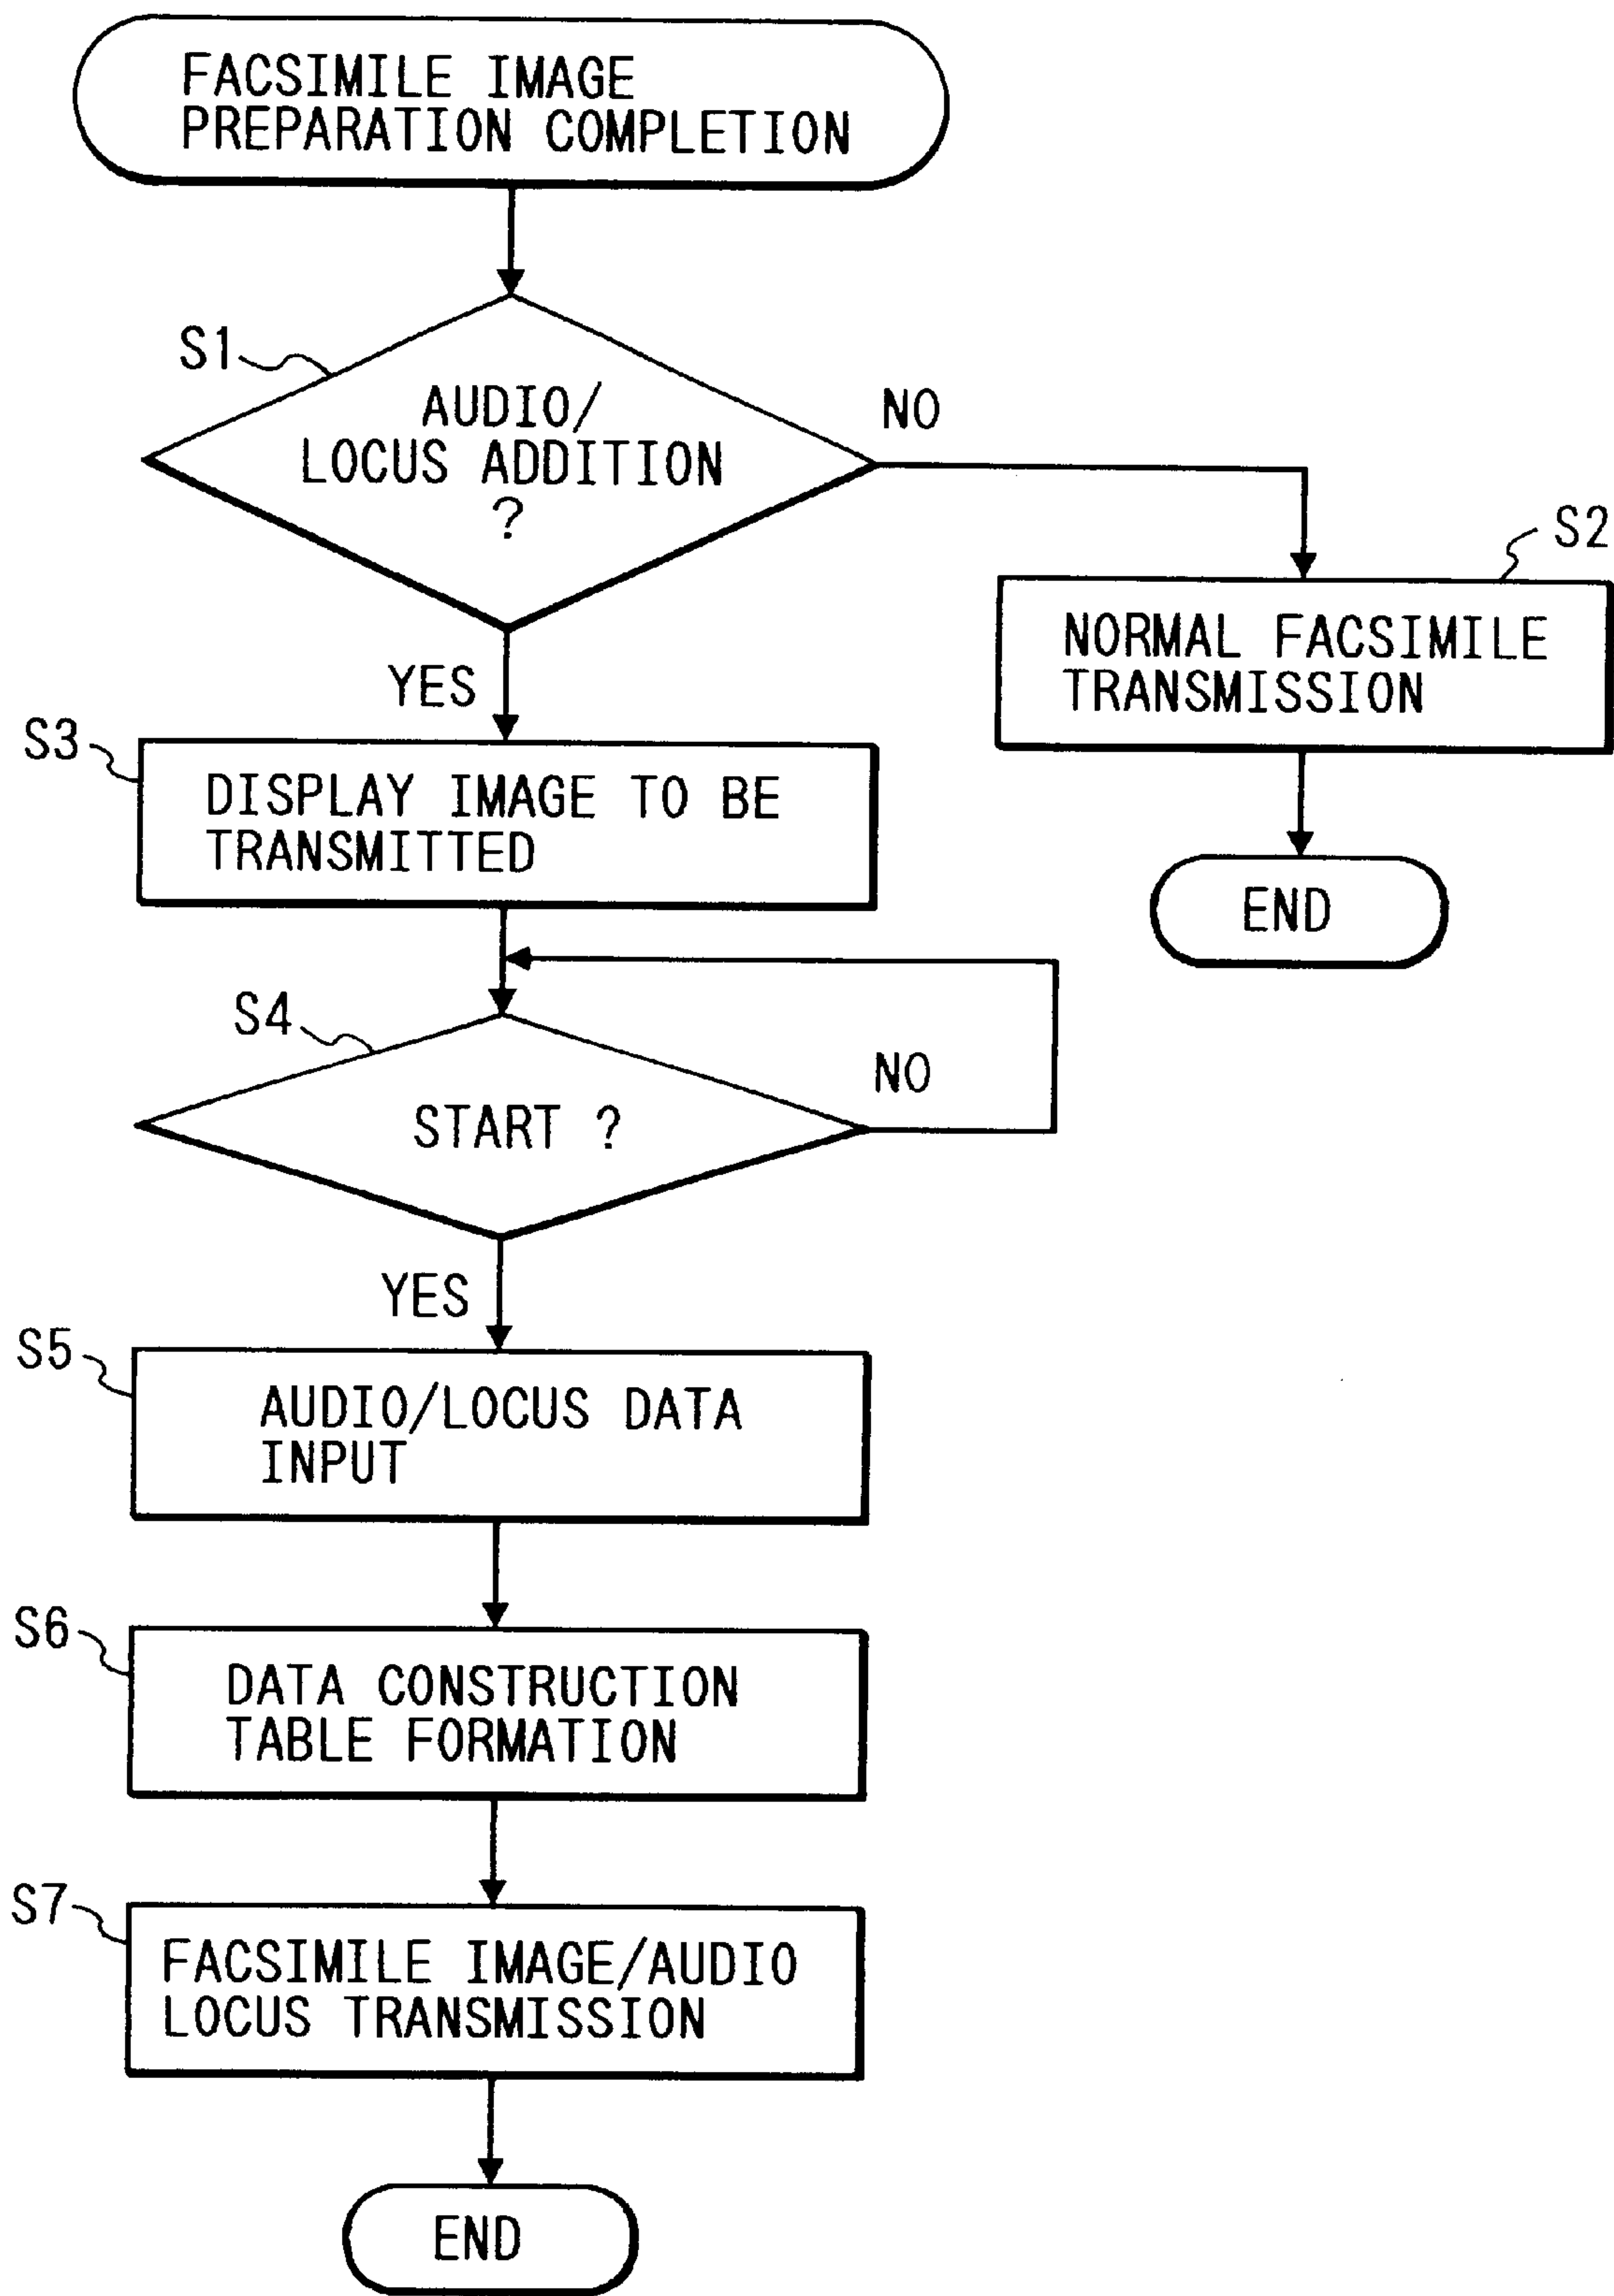 FACSIMILE IMAGE
PREPARATION COMPLETION
S1
AUDIO/
LOCUS ADDITION
?
NO
S2
NORMAL FACSIMILE
TRANSMISSION
END
YES
S3
DISPLAY IMAGE TO BE
TRANSMITTED
S4
START ?
NO
YES
S5
AUDIO/LOCUS DATA
INPUT
S6
DATA CONSTRUCTION
TABLE FORMATION
S7
FACSIMILE IMAGE/AUDIO
LOCUS TRANSMISSION
END